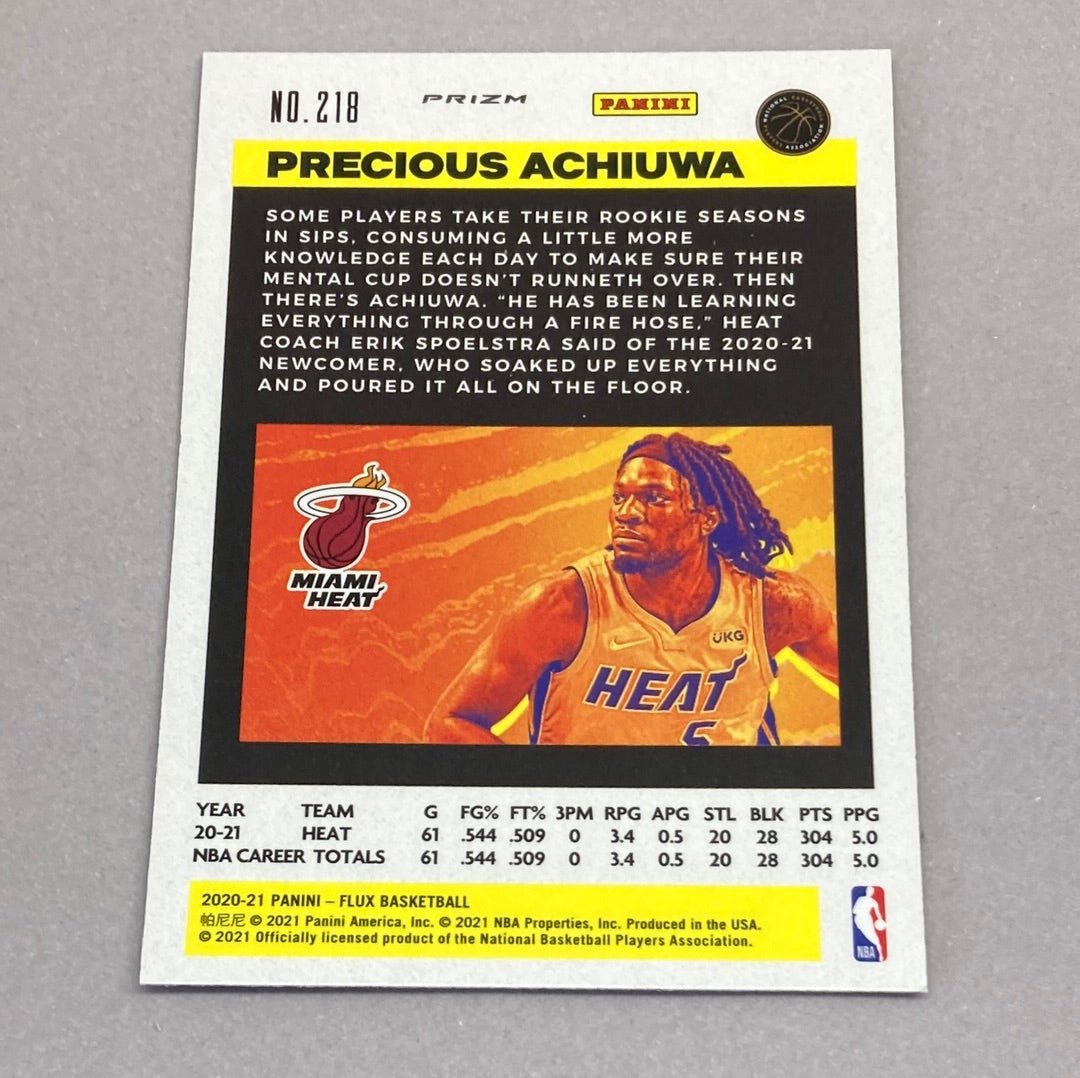 NO. 218 PRIZM PANINI
NATIONAL BASKETBALL PLAYERS ASSOCIATION
PRECIOUS ACHIUWA
SOME PLAYERS TAKE THEIR ROOKIE SEASONS
IN SIPS, CONSUMING A LITTLE MORE
KNOWLEDGE EACH DAY TO MAKE SURE THEIR
MENTAL CUP DOESN'T RUNNETH OVER. THEN
THERE'S ACHIUWA. "HE HAS BEEN LEARNING
EVERYTHING THROUGH A FIRE HOSE," HEAT
COACH ERIK SPOELSTRA SAID OF THE 2020-21
NEWCOMER, WHO SOAKED UP EVERYTHING
AND POURED IT ALL ON THE FLOOR.
MIAMI
HEAT
UKG
HEAT
5
YEAR TEAM G FG% FT% 3PM RPG APG STL BLK PTS PPG
20-21 HEAT 61 .544 .509 0 3.4 0.5 20 28 304 5.0
NBA CAREER TOTALS 61 .544 .509 0 3.4 0.5 20 28 304 5.0
2020-21 PANINI – FLUX BASKETBALL
帕尼尼 © 2021 Panini America, Inc. © 2021 NBA Properties, Inc. Produced in the USA.
© 2021 Officially licensed product of the National Basketball Players Association.
NBA